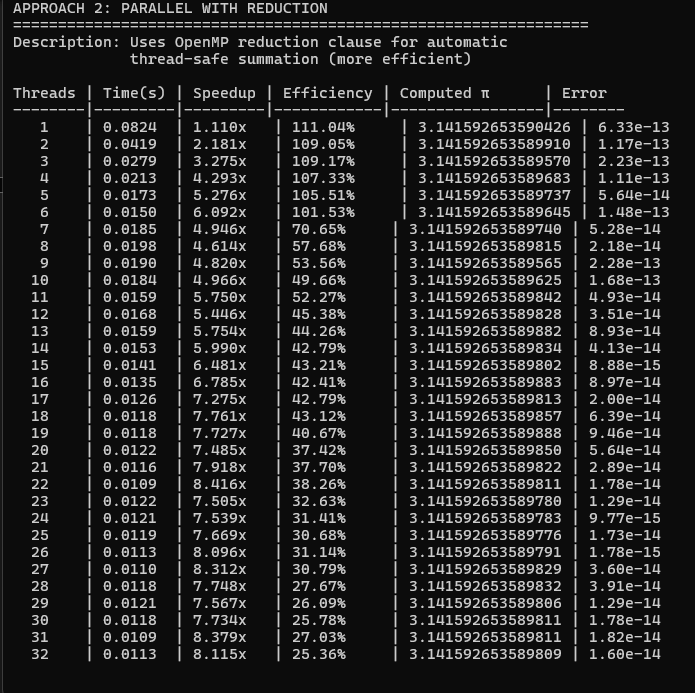 APPROACH 2: PARALLEL WITH REDUCTION
================================================================
Description: Uses OpenMP reduction clause for automatic
             thread-safe summation (more efficient)
Threads | Time(s) | Speedup | Efficiency | Computed π      | Error
--------|---------|---------|------------|-----------------|--------
   1    | 0.0824  | 1.110x   | 111.04%     | 3.141592653590426 | 6.33e-13
   2    | 0.0419  | 2.181x   | 109.05%     | 3.141592653589910 | 1.17e-13
   3    | 0.0279  | 3.275x   | 109.17%     | 3.141592653589570 | 2.23e-13
   4    | 0.0213  | 4.293x   | 107.33%     | 3.141592653589683 | 1.11e-13
   5    | 0.0173  | 5.276x   | 105.51%     | 3.141592653589737 | 5.64e-14
   6    | 0.0150  | 6.092x   | 101.53%     | 3.141592653589645 | 1.48e-13
   7    | 0.0185  | 4.946x   | 70.65%     | 3.141592653589740 | 5.28e-14
   8    | 0.0198  | 4.614x   | 57.68%     | 3.141592653589815 | 2.18e-14
   9    | 0.0190  | 4.820x   | 53.56%     | 3.141592653589565 | 2.28e-13
  10    | 0.0184  | 4.966x   | 49.66%     | 3.141592653589625 | 1.68e-13
  11    | 0.0159  | 5.750x   | 52.27%     | 3.141592653589842 | 4.93e-14
  12    | 0.0168  | 5.446x   | 45.38%     | 3.141592653589828 | 3.51e-14
  13    | 0.0159  | 5.754x   | 44.26%     | 3.141592653589882 | 8.93e-14
  14    | 0.0153  | 5.990x   | 42.79%     | 3.141592653589834 | 4.13e-14
  15    | 0.0141  | 6.481x   | 43.21%     | 3.141592653589802 | 8.88e-15
  16    | 0.0135  | 6.785x   | 42.41%     | 3.141592653589883 | 8.97e-14
  17    | 0.0126  | 7.275x   | 42.79%     | 3.141592653589813 | 2.00e-14
  18    | 0.0118  | 7.761x   | 43.12%     | 3.141592653589857 | 6.39e-14
  19    | 0.0118  | 7.727x   | 40.67%     | 3.141592653589888 | 9.46e-14
  20    | 0.0122  | 7.485x   | 37.42%     | 3.141592653589850 | 5.64e-14
  21    | 0.0116  | 7.918x   | 37.70%     | 3.141592653589822 | 2.89e-14
  22    | 0.0109  | 8.416x   | 38.26%     | 3.141592653589811 | 1.78e-14
  23    | 0.0122  | 7.505x   | 32.63%     | 3.141592653589780 | 1.29e-14
  24    | 0.0121  | 7.539x   | 31.41%     | 3.141592653589783 | 9.77e-15
  25    | 0.0119  | 7.669x   | 30.68%     | 3.141592653589776 | 1.73e-14
  26    | 0.0113  | 8.096x   | 31.14%     | 3.141592653589791 | 1.78e-15
  27    | 0.0110  | 8.312x   | 30.79%     | 3.141592653589829 | 3.60e-14
  28    | 0.0118  | 7.748x   | 27.67%     | 3.141592653589832 | 3.91e-14
  29    | 0.0121  | 7.567x   | 26.09%     | 3.141592653589806 | 1.29e-14
  30    | 0.0118  | 7.734x   | 25.78%     | 3.141592653589811 | 1.78e-14
  31    | 0.0109  | 8.379x   | 27.03%     | 3.141592653589811 | 1.82e-14
  32    | 0.0113  | 8.115x   | 25.36%     | 3.141592653589809 | 1.60e-14